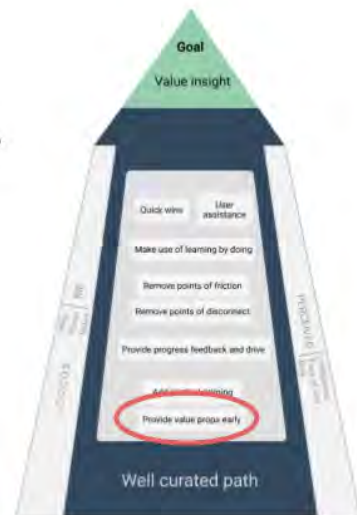 Goal
Value insight
Quick wins
User
assistance
Make use of learning by doing
Remove points of friction
Remove points of disconnect
Provide progress feedback and drive
Provide value props early
Well curated path